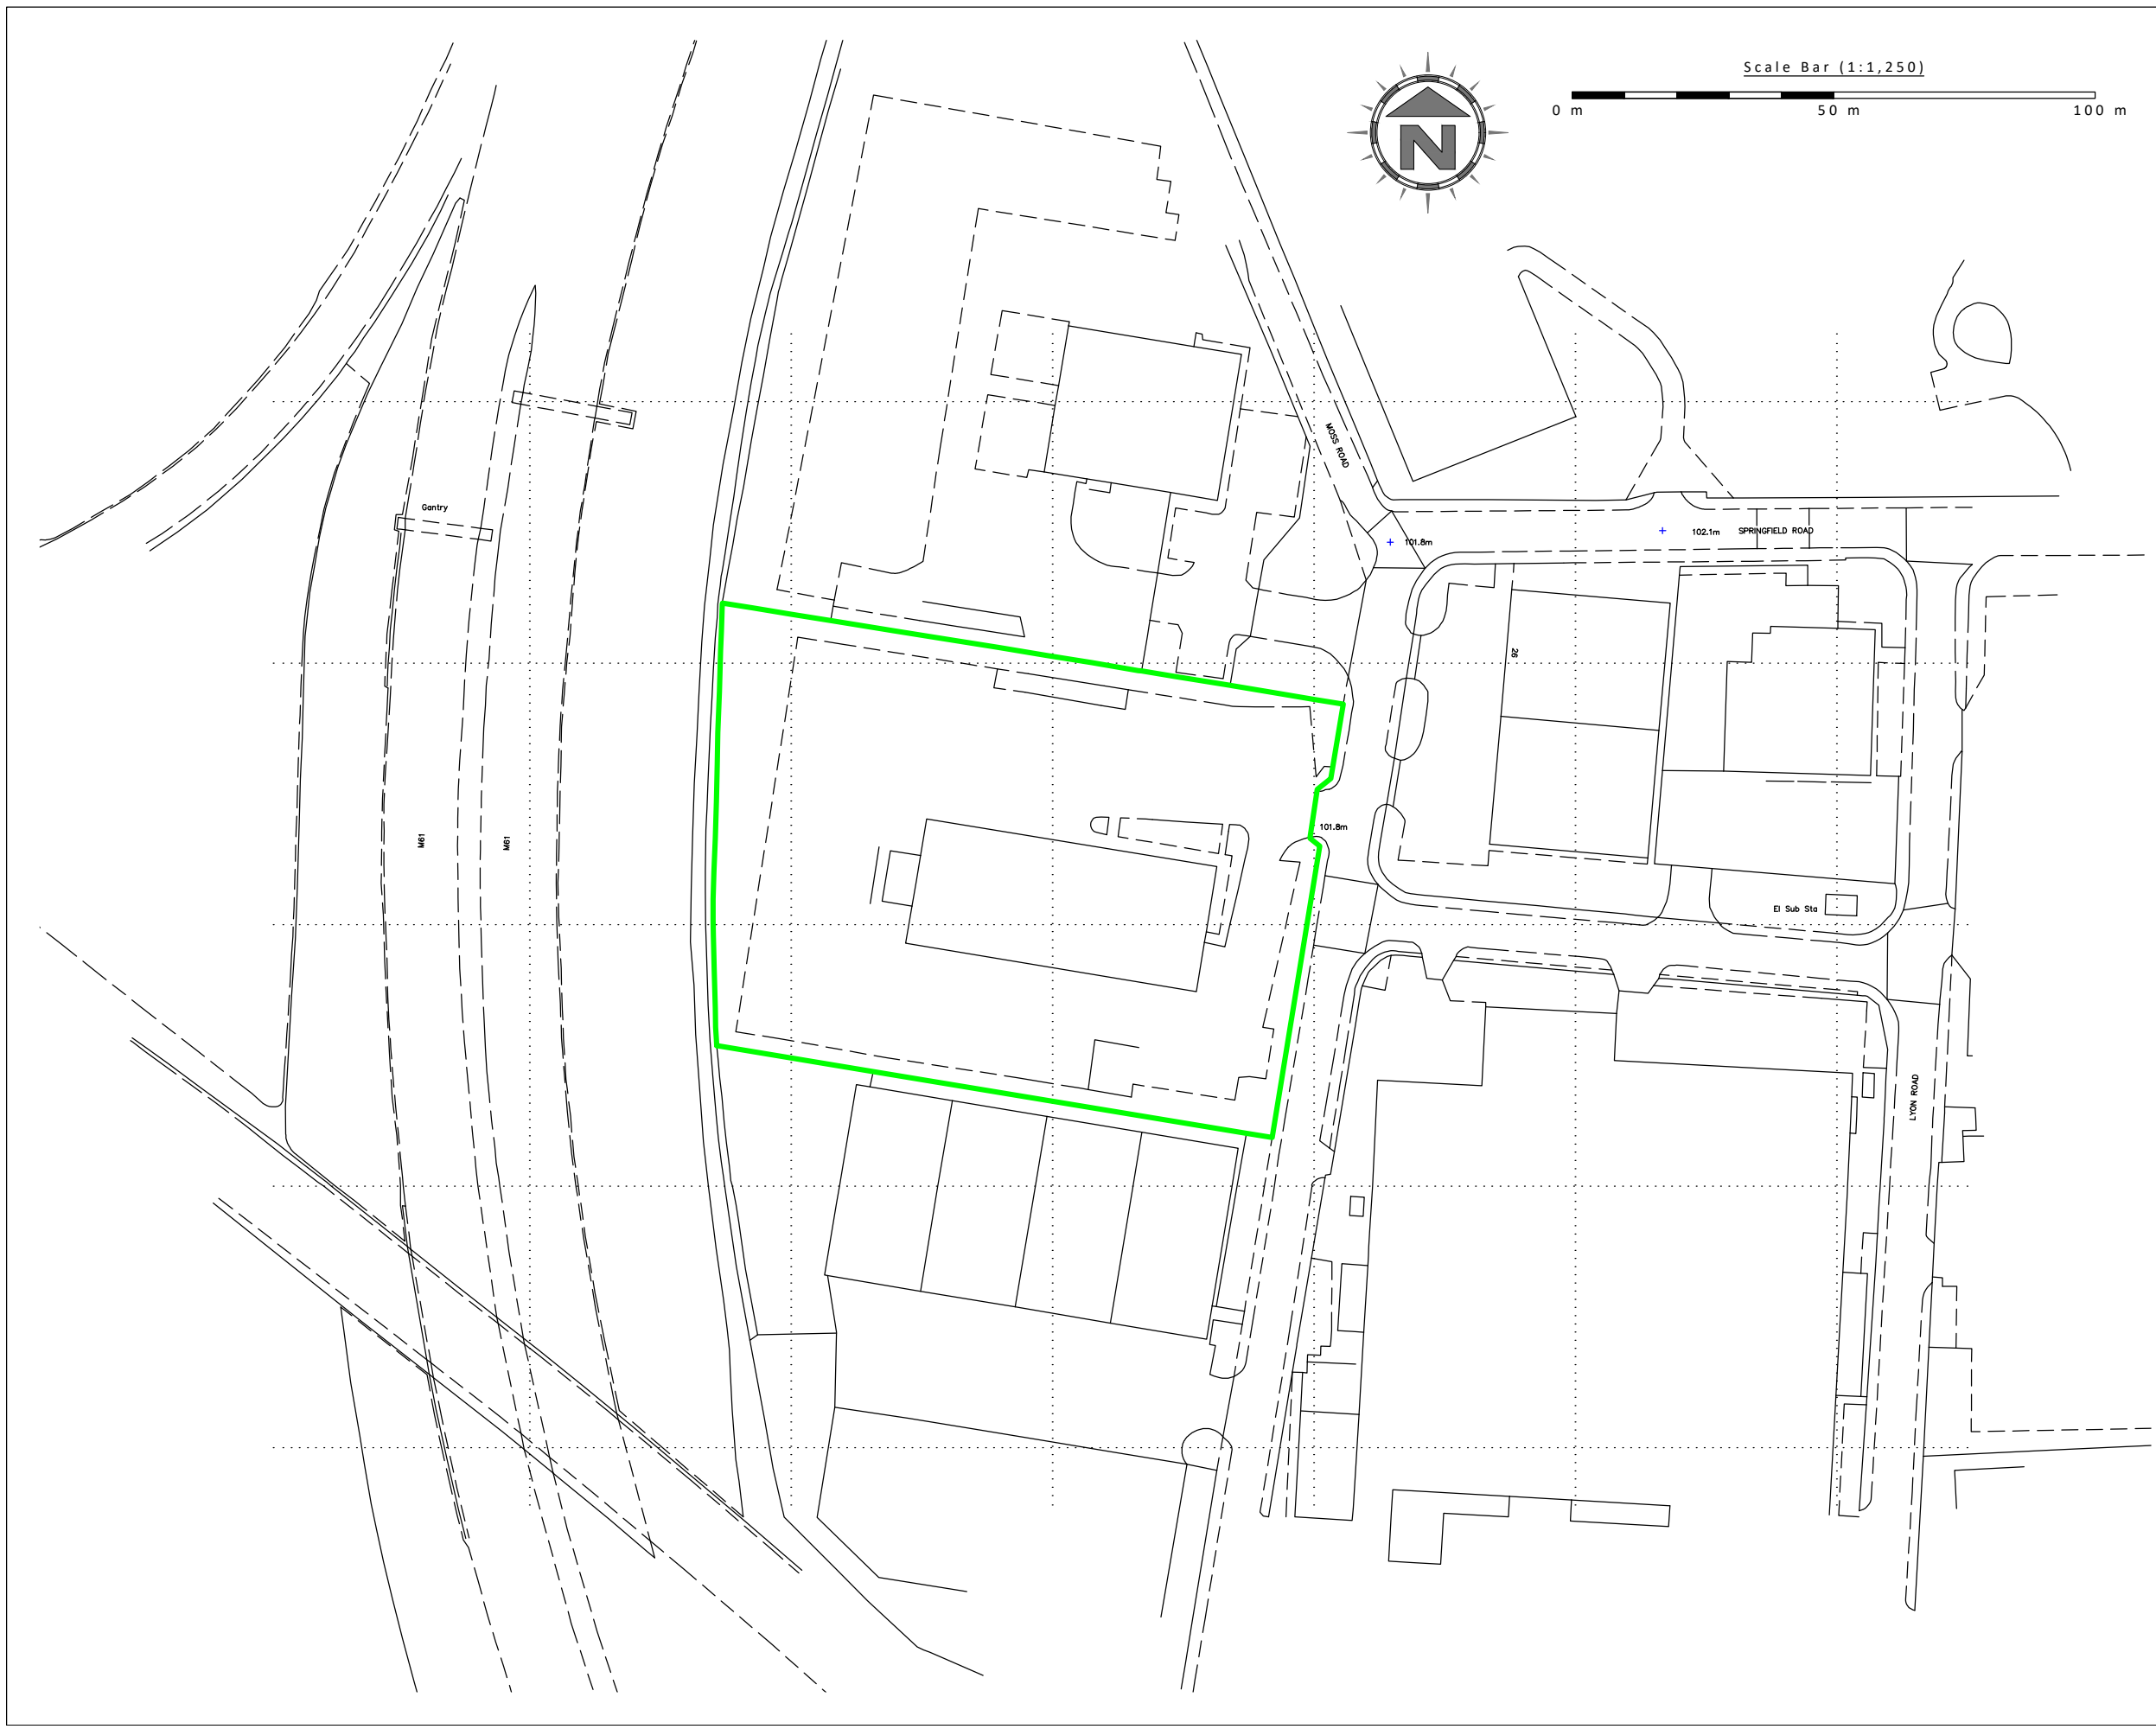 Scale Bar (1:1,250)
0 m 50 m 100 m
N
MOSS ROAD
Gantry
101.8m
102.1m SPRINGFIELD ROAD
26
101.8m
M61
M61
El Sub Sta
LYON ROAD